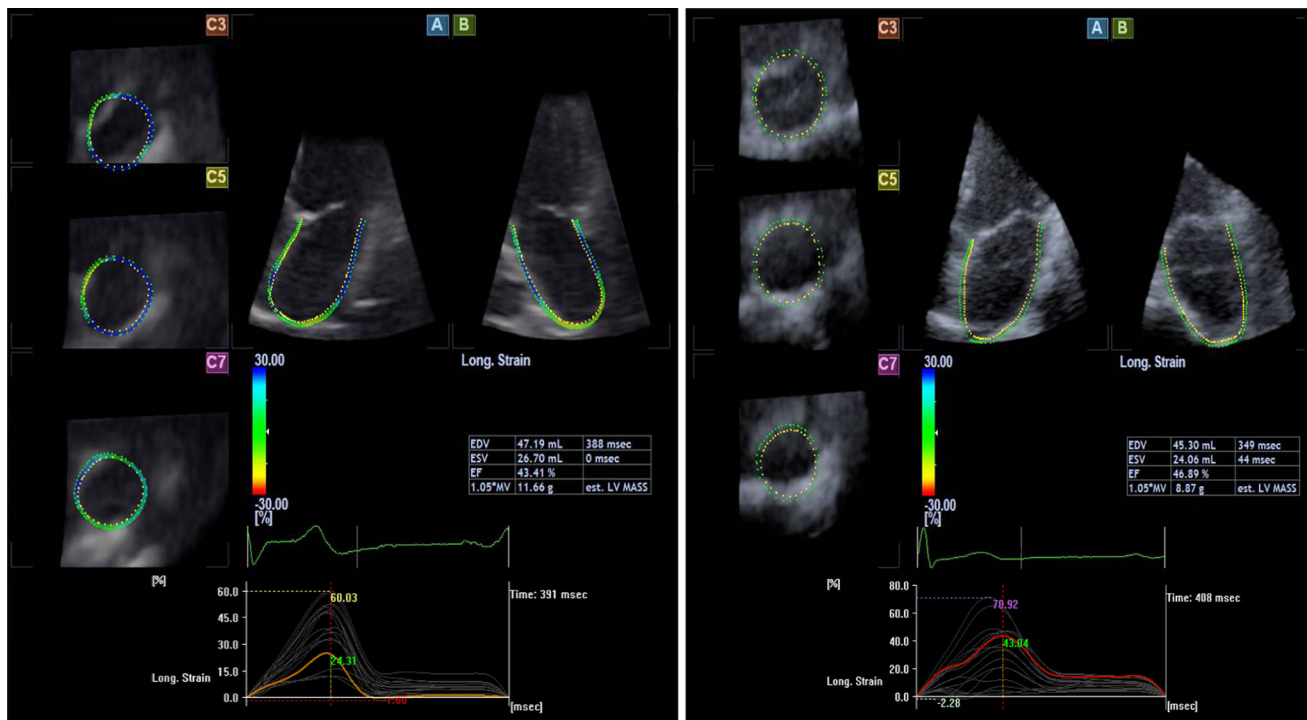 C3
A
B
C5
C7
30.00
-30.00
[%]
Long. Strain
EDV 47.19 mL 388 msec
ESV 26.70 mL 0 msec
EF 43.41 %
1.05*MV 11.66 g est. LV MASS
[%]
60.0
45.0
30.0
15.0
0.0
Long. Strain
60.03
24.31
Time: 391 msec
[msec]
C3
A
B
C5
C7
30.00
-30.00
[%]
Long. Strain
EDV 45.30 mL 349 msec
ESV 24.06 mL 44 msec
EF 46.89 %
1.05*MV 8.87 g est. LV MASS
[%]
80.0
60.0
40.0
20.0
0.0
Long. Strain
70.92
43.04
-2.28
Time: 408 msec
[msec]